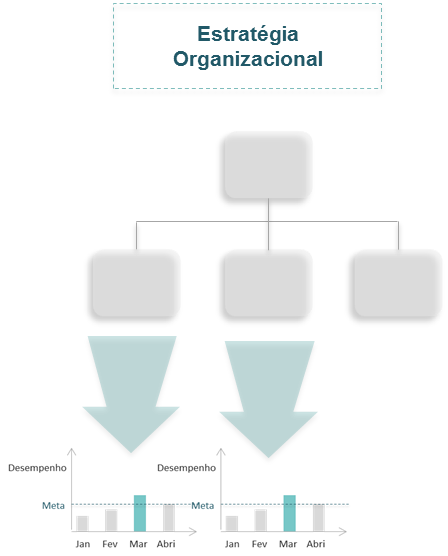 Estratégia
Organizacional
Desempenho
Meta
Jan Fev Mar Abri
Desempenho
Meta
Jan Fev Mar Abri